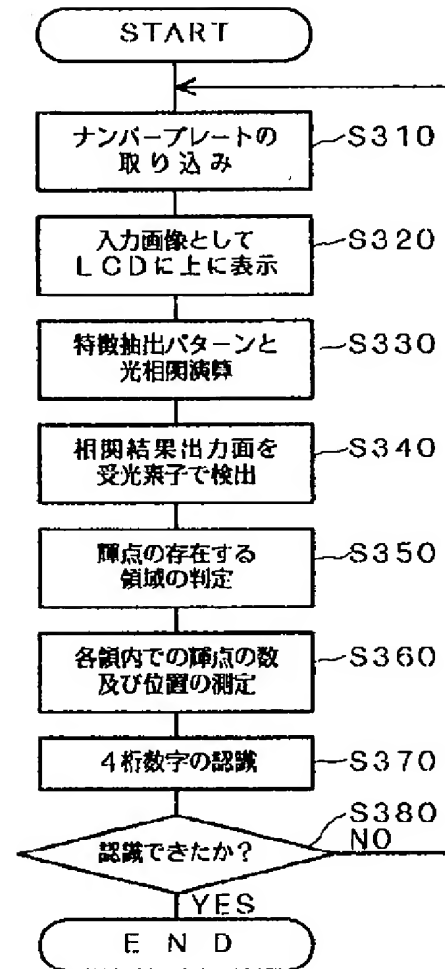 START
ナンバープレートの
取り込み
S310
入力画像として
LCDに上に表示
S320
特徴抽出パターンと
光相関演算
S330
相関結果出力面を
受光素子で検出
S340
輝点の存在する
領域の判定
S350
各領内での輝点の数
及び位置の測定
S360
4桁数字の認識
S370
認識できたか?
S380
NO
YES
END